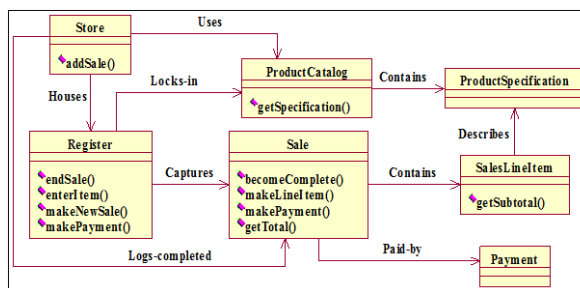 Store
addSale()
Uses
Houses
Locks-in
ProductCatalog
getSpecification()
Contains
ProductSpecification
Register
endSale()
enterItem()
makeNewSale()
makePayment()
Captures
Sale
becomeComplete()
makeLineItem()
makePayment()
getTotal()
Contains
Describes
SalesLineItem
getSubtotal()
Logs-completed
Paid-by
Payment